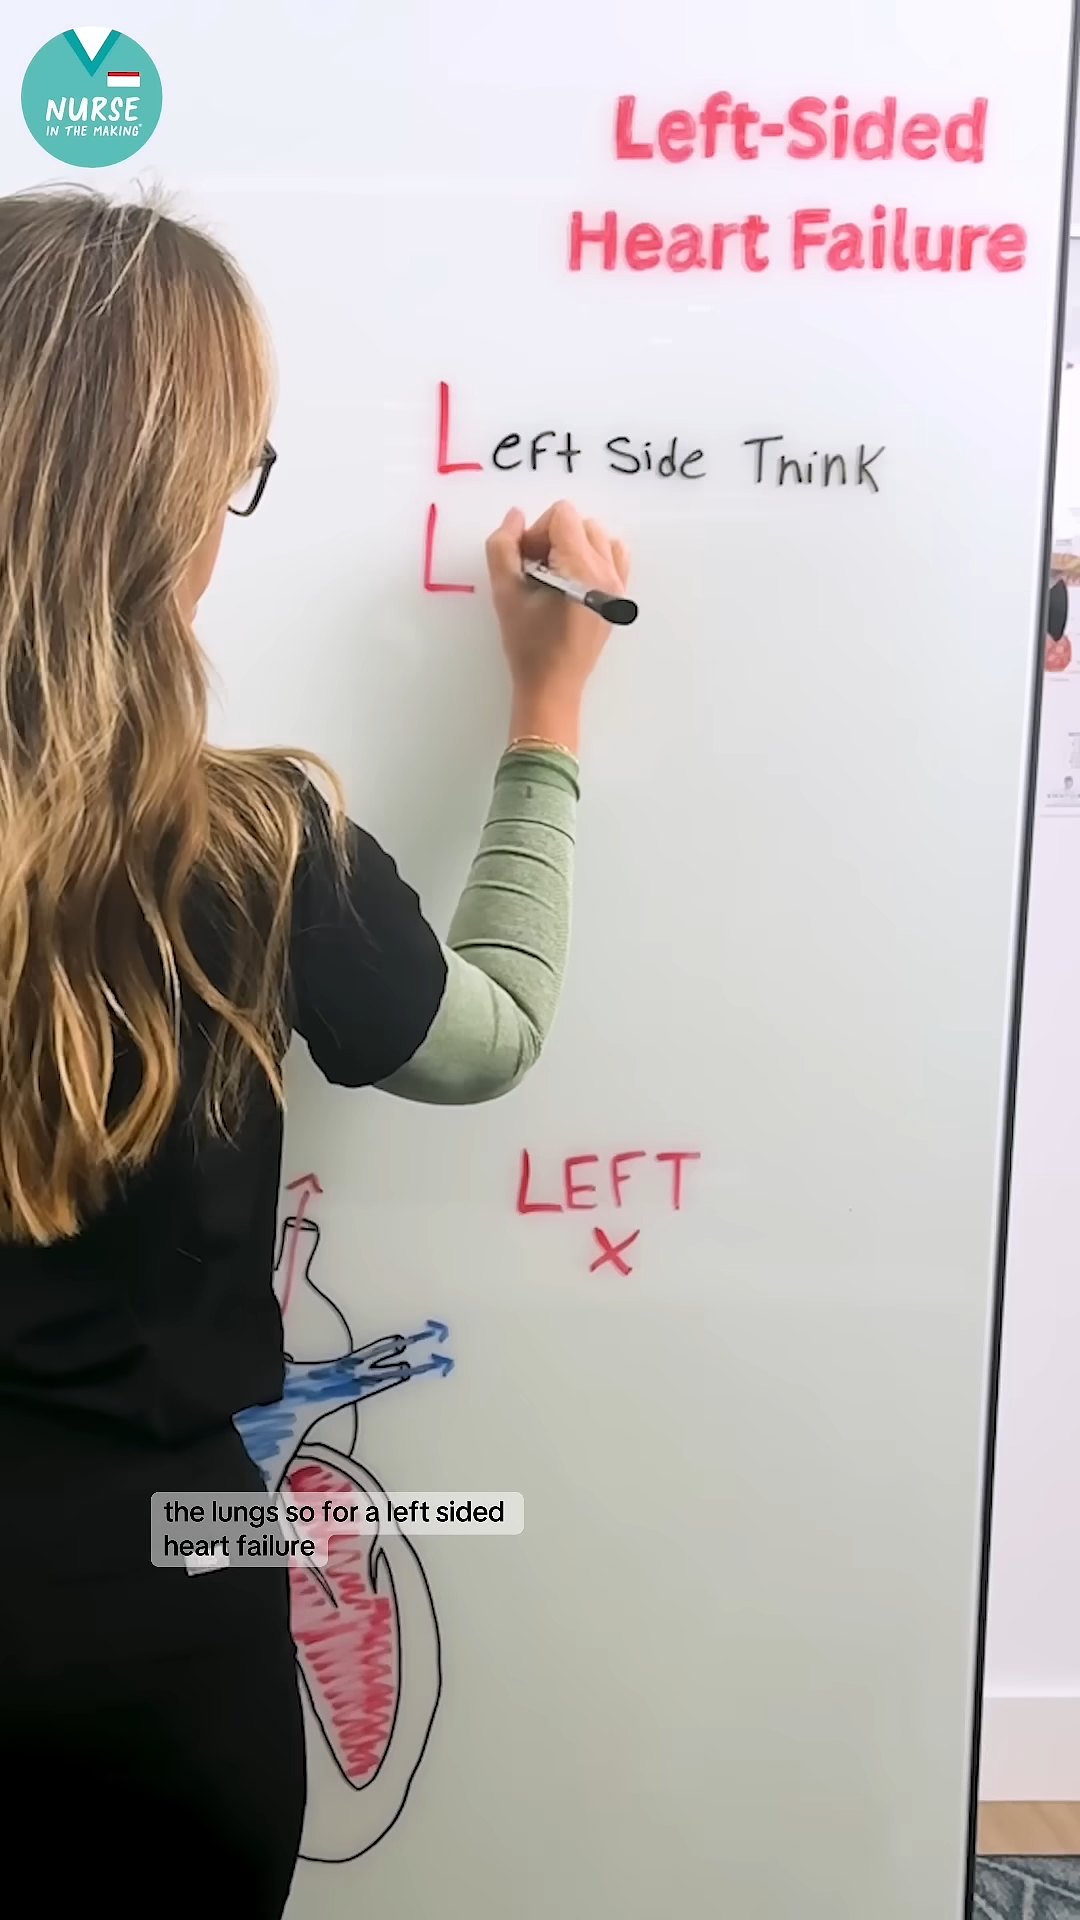 NURSE
IN THE MAKING
Left-Sided
Heart Failure
Left Side Think
L
LEFT
X
the lungs so for a left sided
heart failure